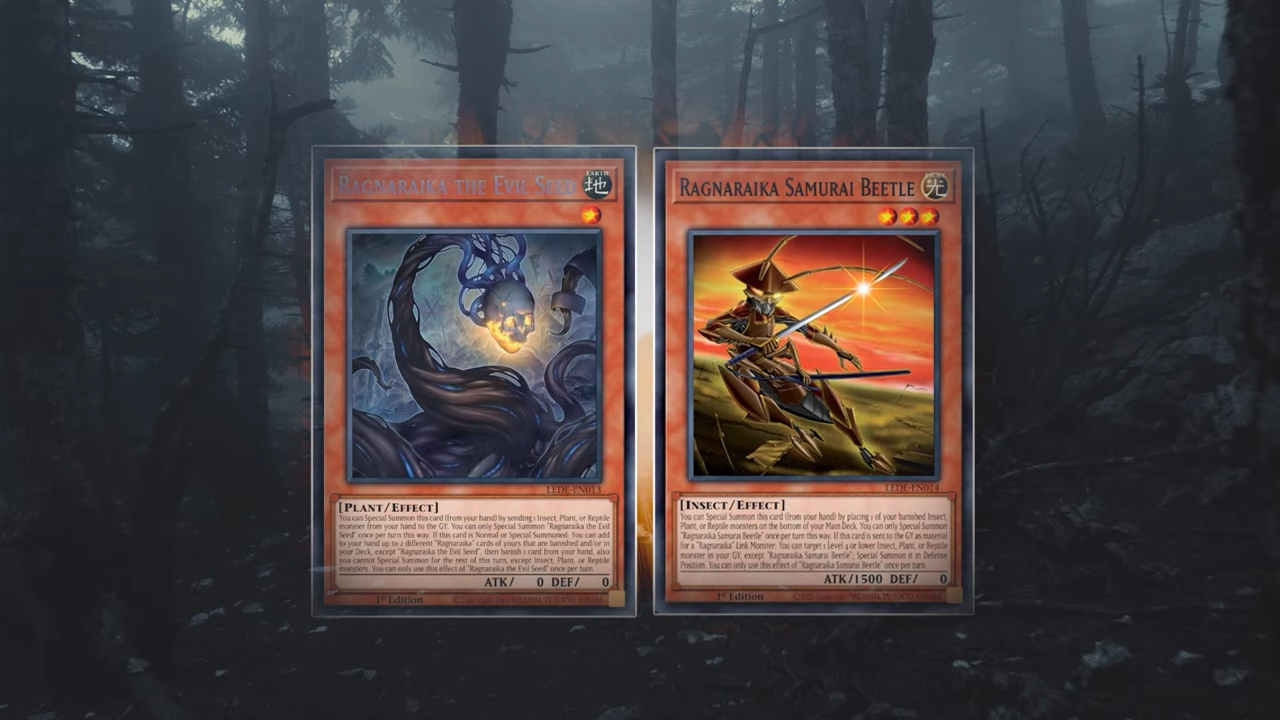 RAGNARAIKA THE EVIL SEED
EARTH
地
LEDE-EN013
[PLANT/EFFECT]
You can Special Summon this card (from your hand) by sending 1 Insect, Plant, or Reptile
monster from your hand to the GY. You can only Special Summon "Ragnaraika the Evil
Seed" once per turn this way. If this card is Normal or Special Summoned: You can add
to your hand up to 2 different "Ragnaraika" cards of yours that are banished and/or in
your Deck, except "Ragnaraika the Evil Seed", then banish 1 card from your hand, also
you cannot Special Summon for the rest of this turn, except Insect, Plant, or Reptile
monsters. You can only use this effect of "Ragnaraika the Evil Seed" once per turn.
ATK/ 0 DEF/ 0
1st Edition
RAGNARAIKA SAMURAI BEETLE
LIGHT
光
LEDE-EN014
[INSECT/EFFECT]
You can Special Summon this card (from your hand) by placing 1 of your banished Insect,
Plant, or Reptile monsters on the bottom of your Main Deck. You can only Special Summon
"Ragnaraika Samurai Beetle" once per turn this way. If this card is sent to the GY as material
for a "Ragnaraika" Link Monster: You can target 1 Level 4 or lower Insect, Plant, or Reptile
monster in your GY, except "Ragnaraika Samurai Beetle"; Special Summon it in Defense
Position. You can only use this effect of "Ragnaraika Samurai Beetle" once per turn.
ATK/1500 DEF/ 0
1st Edition